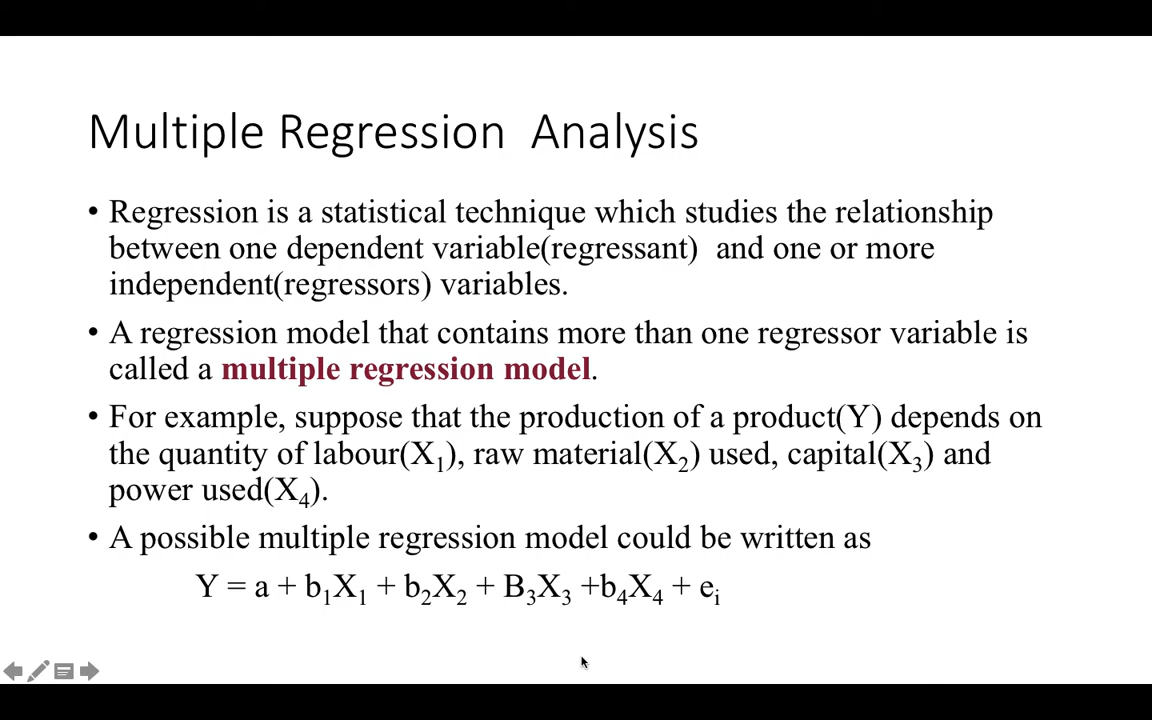 Multiple Regression Analysis
• Regression is a statistical technique which studies the relationship
between one dependent variable(regressant) and one or more
independent(regressors) variables.
• A regression model that contains more than one regressor variable is
called a multiple regression model.
• For example, suppose that the production of a product(Y) depends on
the quantity of labour(X₁), raw material(X₂) used, capital(X₃) and
power used(X₄).
• A possible multiple regression model could be written as
Y = a + b₁X₁ + b₂X₂ + B₃X₃ +b₄X₄ + eᵢ